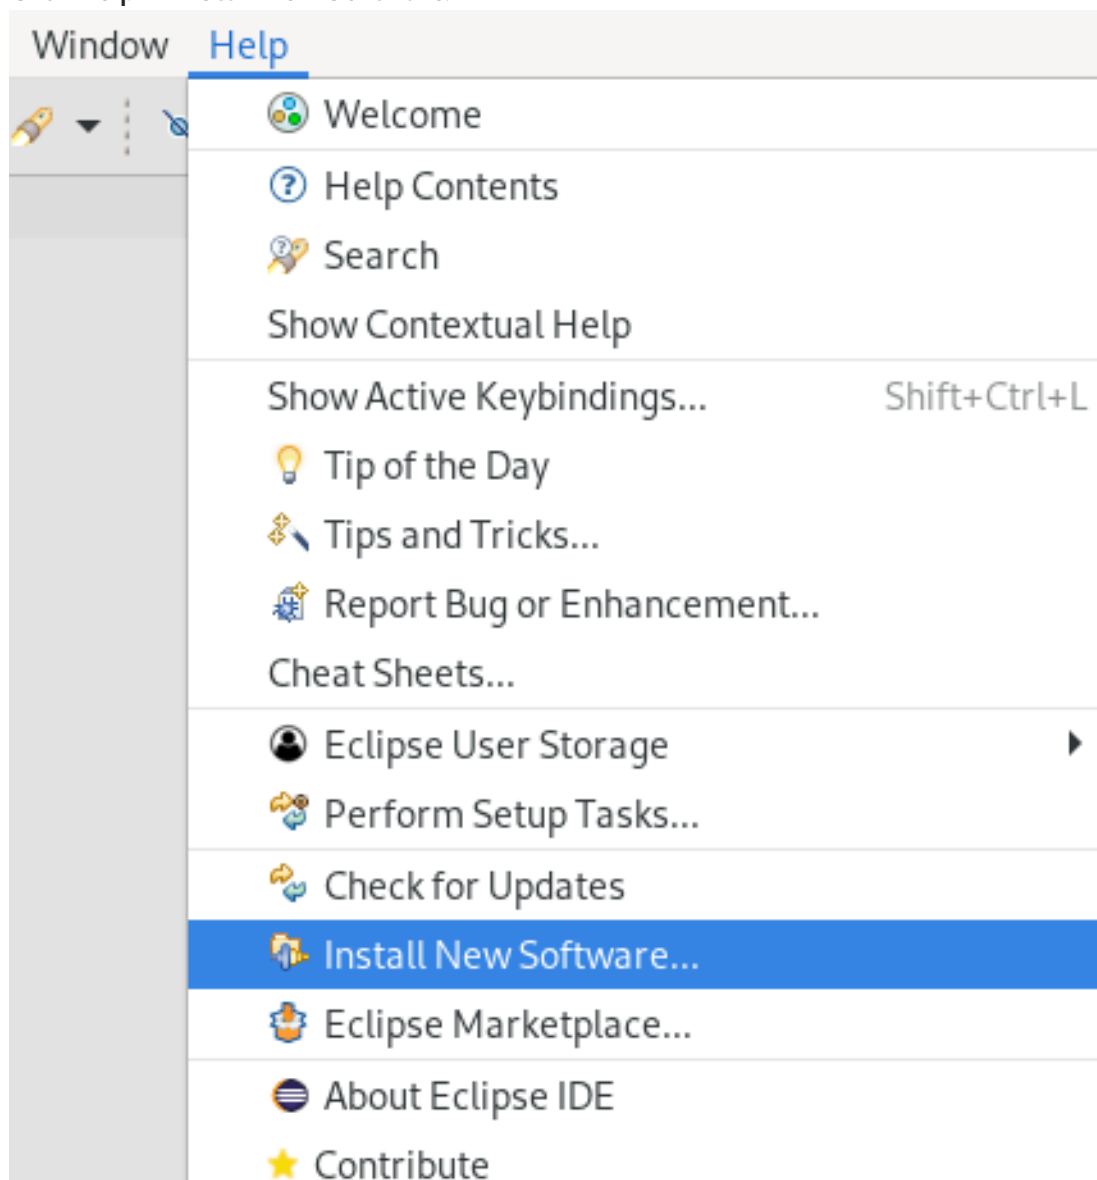 Window Help
Welcome
Help Contents
Search
Show Contextual Help
Show Active Keybindings... Shift+Ctrl+L
Tip of the Day
Tips and Tricks...
Report Bug or Enhancement...
Cheat Sheets...
Eclipse User Storage
Perform Setup Tasks...
Check for Updates
Install New Software...
Eclipse Marketplace...
About Eclipse IDE
Contribute